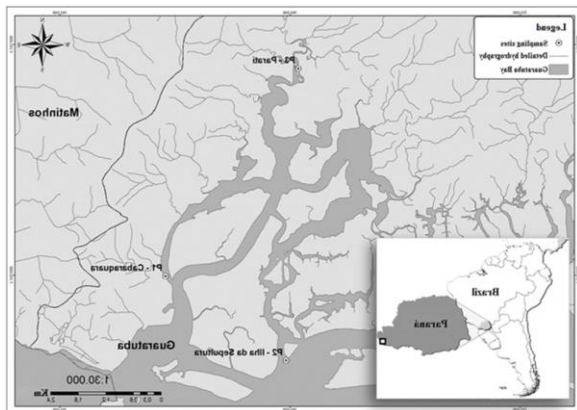 Legend
Sampling sites
Detailed hydrography
Guaratuba Bay
P3 - Parati
Matinhos
P1 - Cabaraquara
Guaratuba
P2 - Ilha da Sepultura
Brazil
Paraná
1:30.000
Km